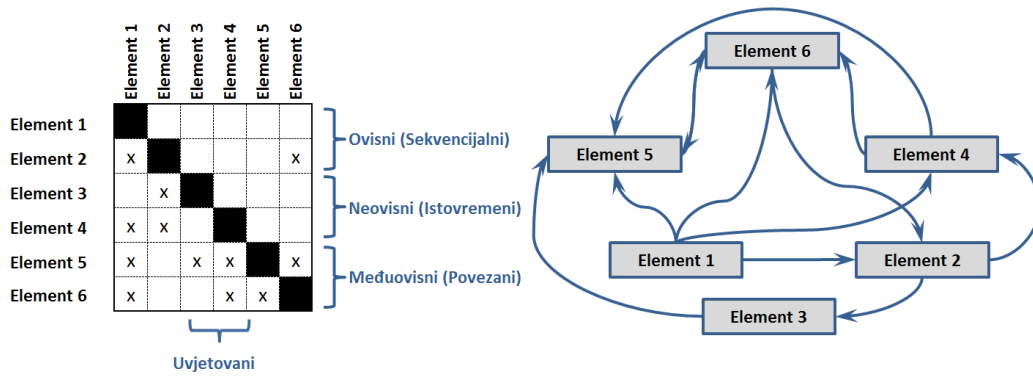 Element 1
Element 2
Element 3
Element 4
Element 5
Element 6
Element 1
Element 2
x
x
Element 3
x
Element 4
x x
Element 5
x
x x
x
Element 6
x
x x
Ovisni (Sekvencijalni)
Neovisni (Istovremeni)
Međuovisni (Povezani)
Uvjetovani
Element 6
Element 5
Element 4
Element 1
Element 2
Element 3